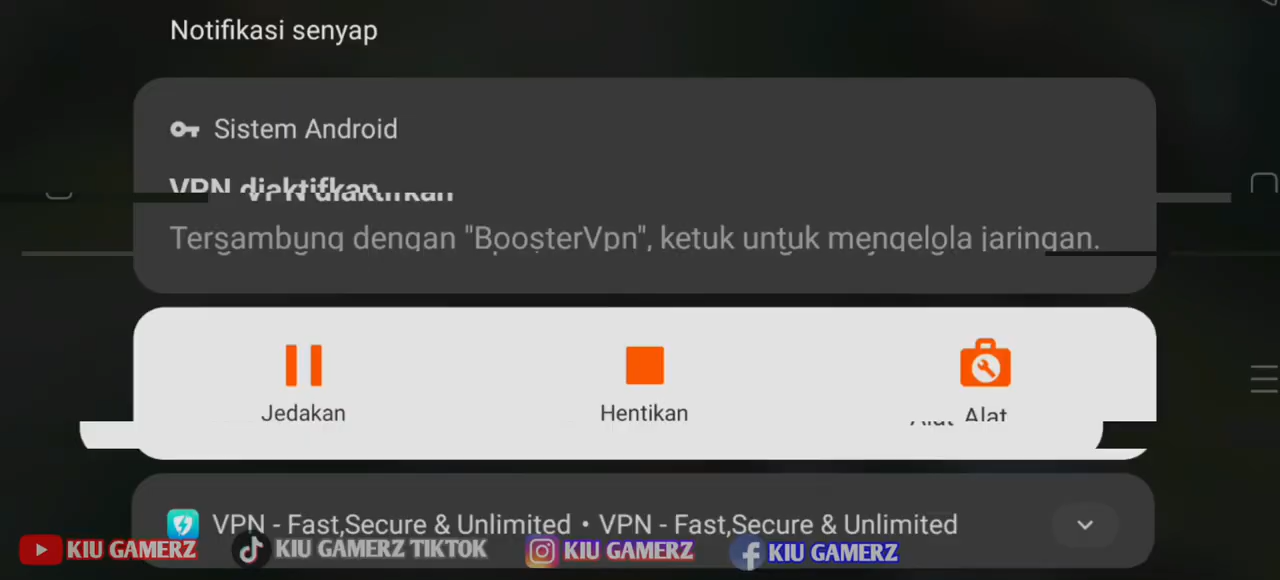 Notifikasi senyap
Sistem Android
VPN diaktifkan
Tersambung dengan "BoosterVpn", ketuk untuk mengelola jaringan.
Jedakan
Hentikan
Alat Alat
VPN - Fast,Secure & Unlimited • VPN - Fast,Secure & Unlimited
KIU GAMERZ
KIU GAMERZ TIKTOK
KIU GAMERZ
KIU GAMERZ